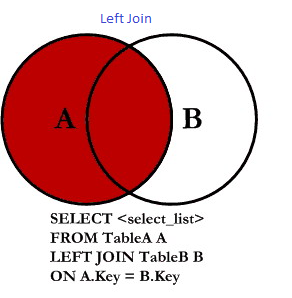 Left Join
A
B
SELECT <select_list>
FROM TableA A
LEFT JOIN TableB B
ON A.Key = B.Key